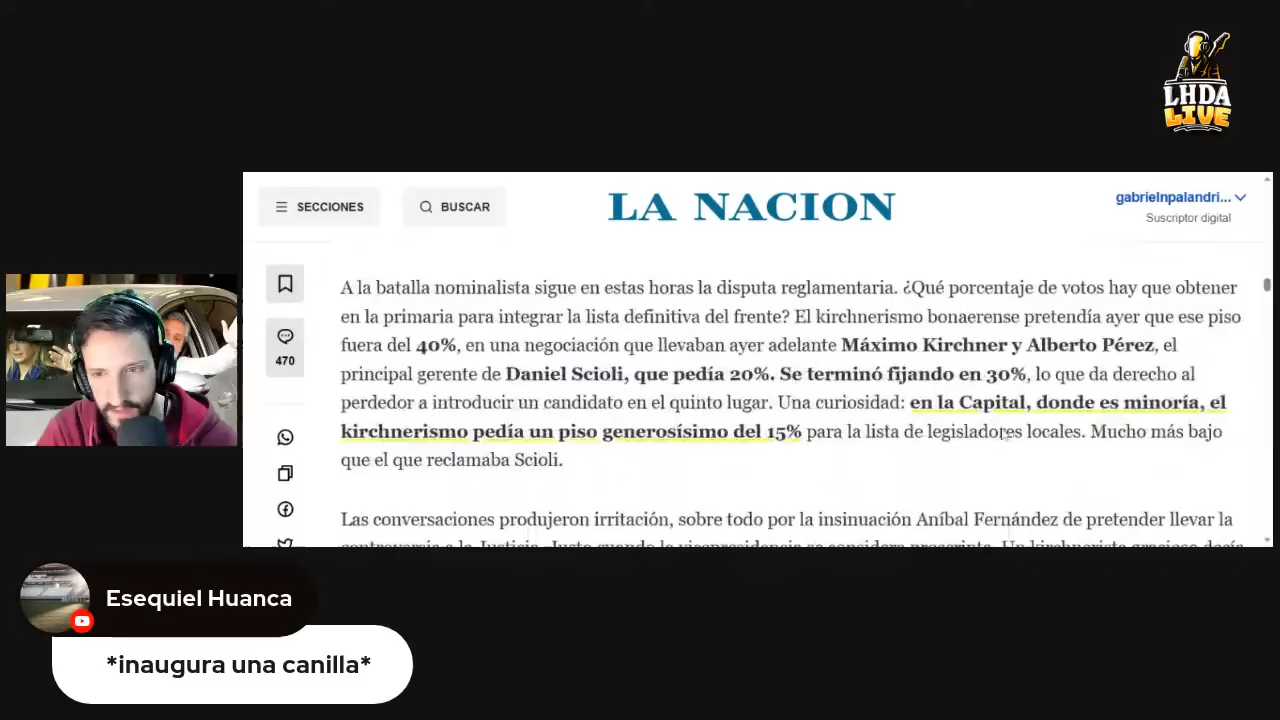 LHDA
LIVE
SECCIONES
BUSCAR
LA NACION
gabrielnpalandri...
Suscriptor digital
470
A la batalla nominalista sigue en estas horas la disputa reglamentaria. ¿Qué porcentaje de votos hay que obtener
en la primaria para integrar la lista definitiva del frente? El kirchnerismo bonaerense pretendía ayer que ese piso
fuera del 40%, en una negociación que llevaban ayer adelante Máximo Kirchner y Alberto Pérez, el
principal gerente de Daniel Scioli, que pedía 20%. Se terminó fijando en 30%, lo que da derecho al
perdedor a introducir un candidato en el quinto lugar. Una curiosidad: en la Capital, donde es minoría, el
kirchnerismo pedía un piso generosísimo del 15% para la lista de legisladores locales. Mucho más bajo
que el que reclamaba Scioli.
Las conversaciones produjeron irritación, sobre todo por la insinuación Aníbal Fernández de pretender llevar la
Esequiel Huanca
*inaugura una canilla*